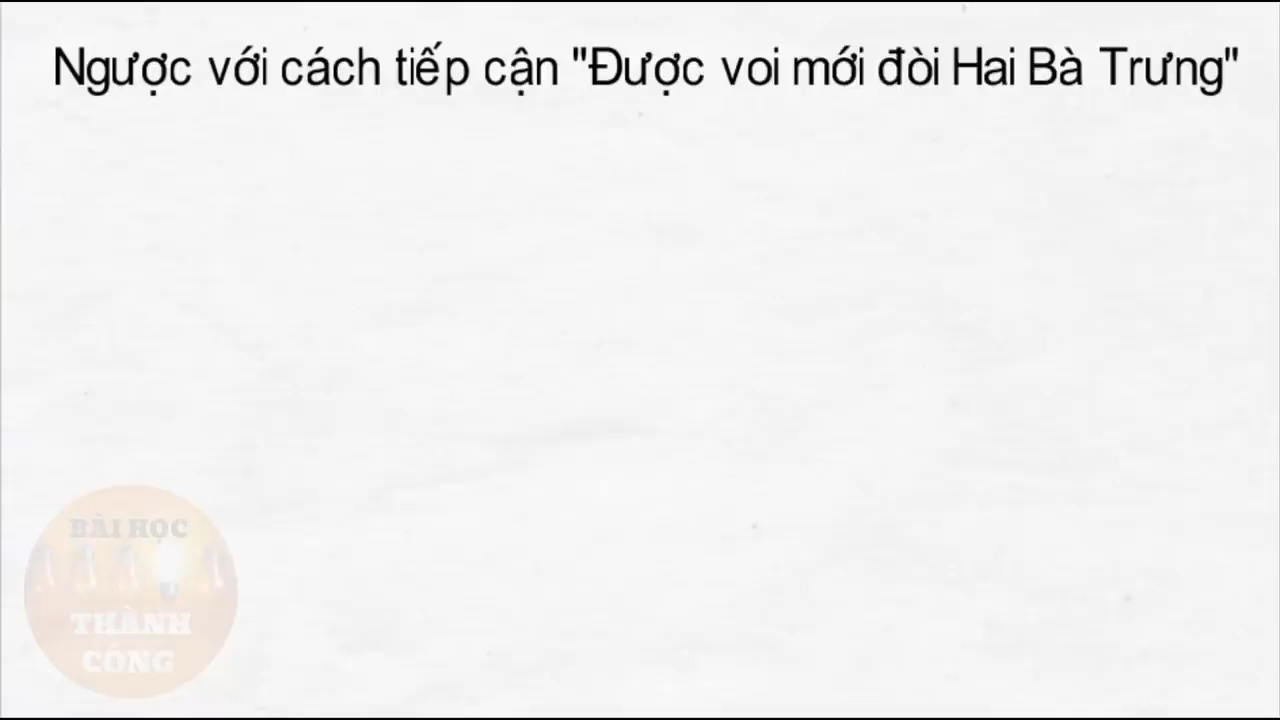 Ngược với cách tiếp cận "Được voi mới đòi Hai Bà Trưng"
BÀI HỌC
THÀNH
CÔNG